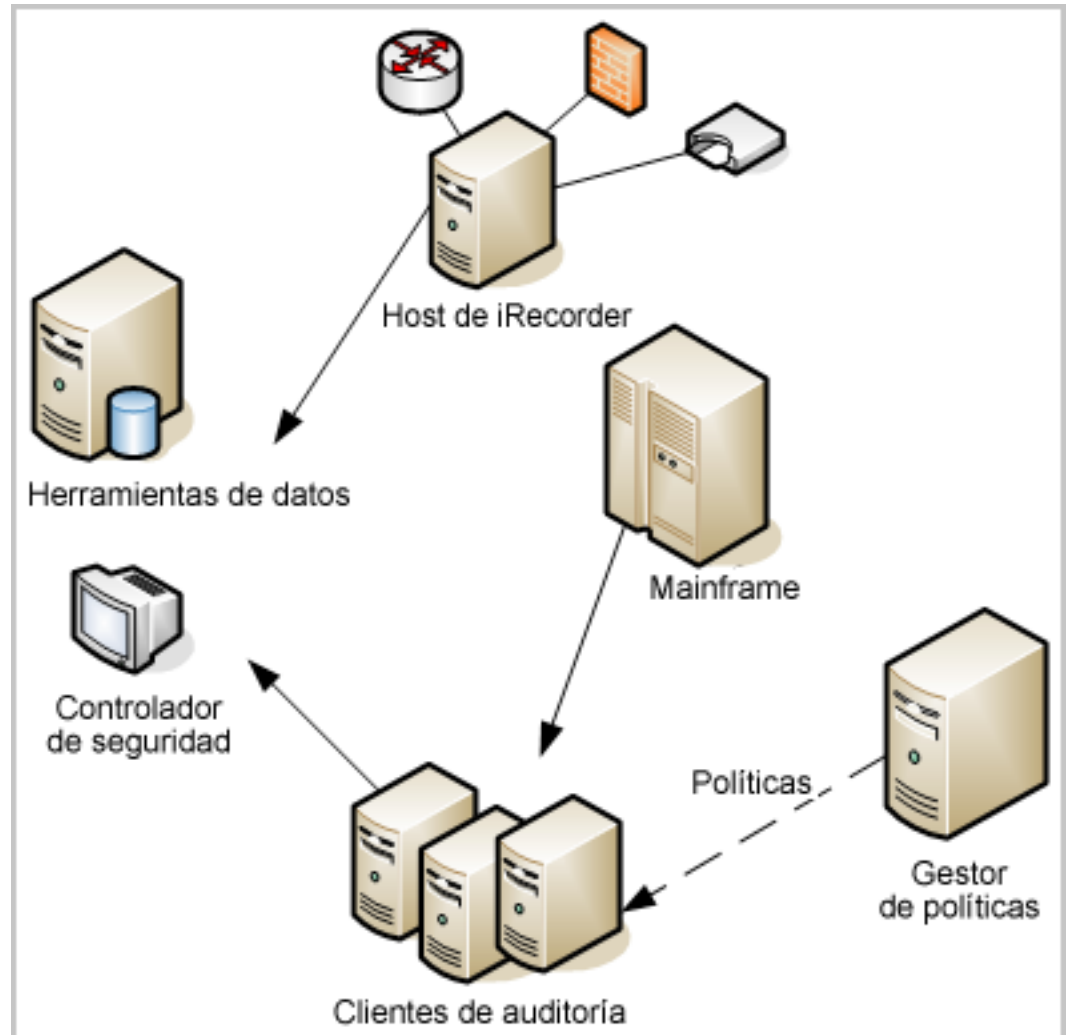 Host de iRecorder
Herramientas de datos
Mainframe
Controlador
de seguridad
Políticas
Gestor
de políticas
Clientes de auditoría